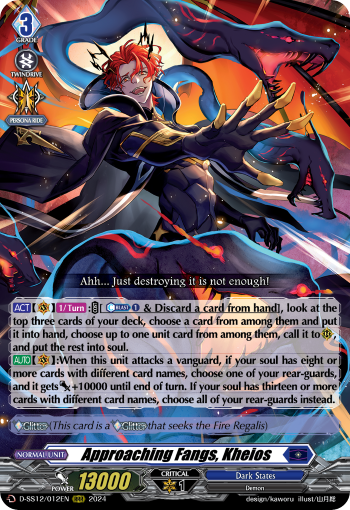 3
GRADE
TWINDRIVE
PERSONA RIDE
Ahh... Just destroying it is not enough!
ACT 1/Turn : BLAST 1 & Discard a card from hand], look at the
top three cards of your deck, choose a card from among them and put
it into hand, choose up to one unit card from among them, call it to R,
and put the rest into soul.
AUTO :When this unit attacks a vanguard, if your soul has eight or
more cards with different card names, choose one of your rear-guards,
and it gets +10000 until end of turn. If your soul has thirteen or more
cards with different card names, choose all of your rear-guards instead.
Glitter (This card is a Glitter that seeks the Fire Regalis)
NORMAL UNIT
Approaching Fangs, Kheios
POWER 13000
CRITICAL
1
Dark States
Demon
D-SS12/012EN RRR 2024
design/kaworu illust/山月総